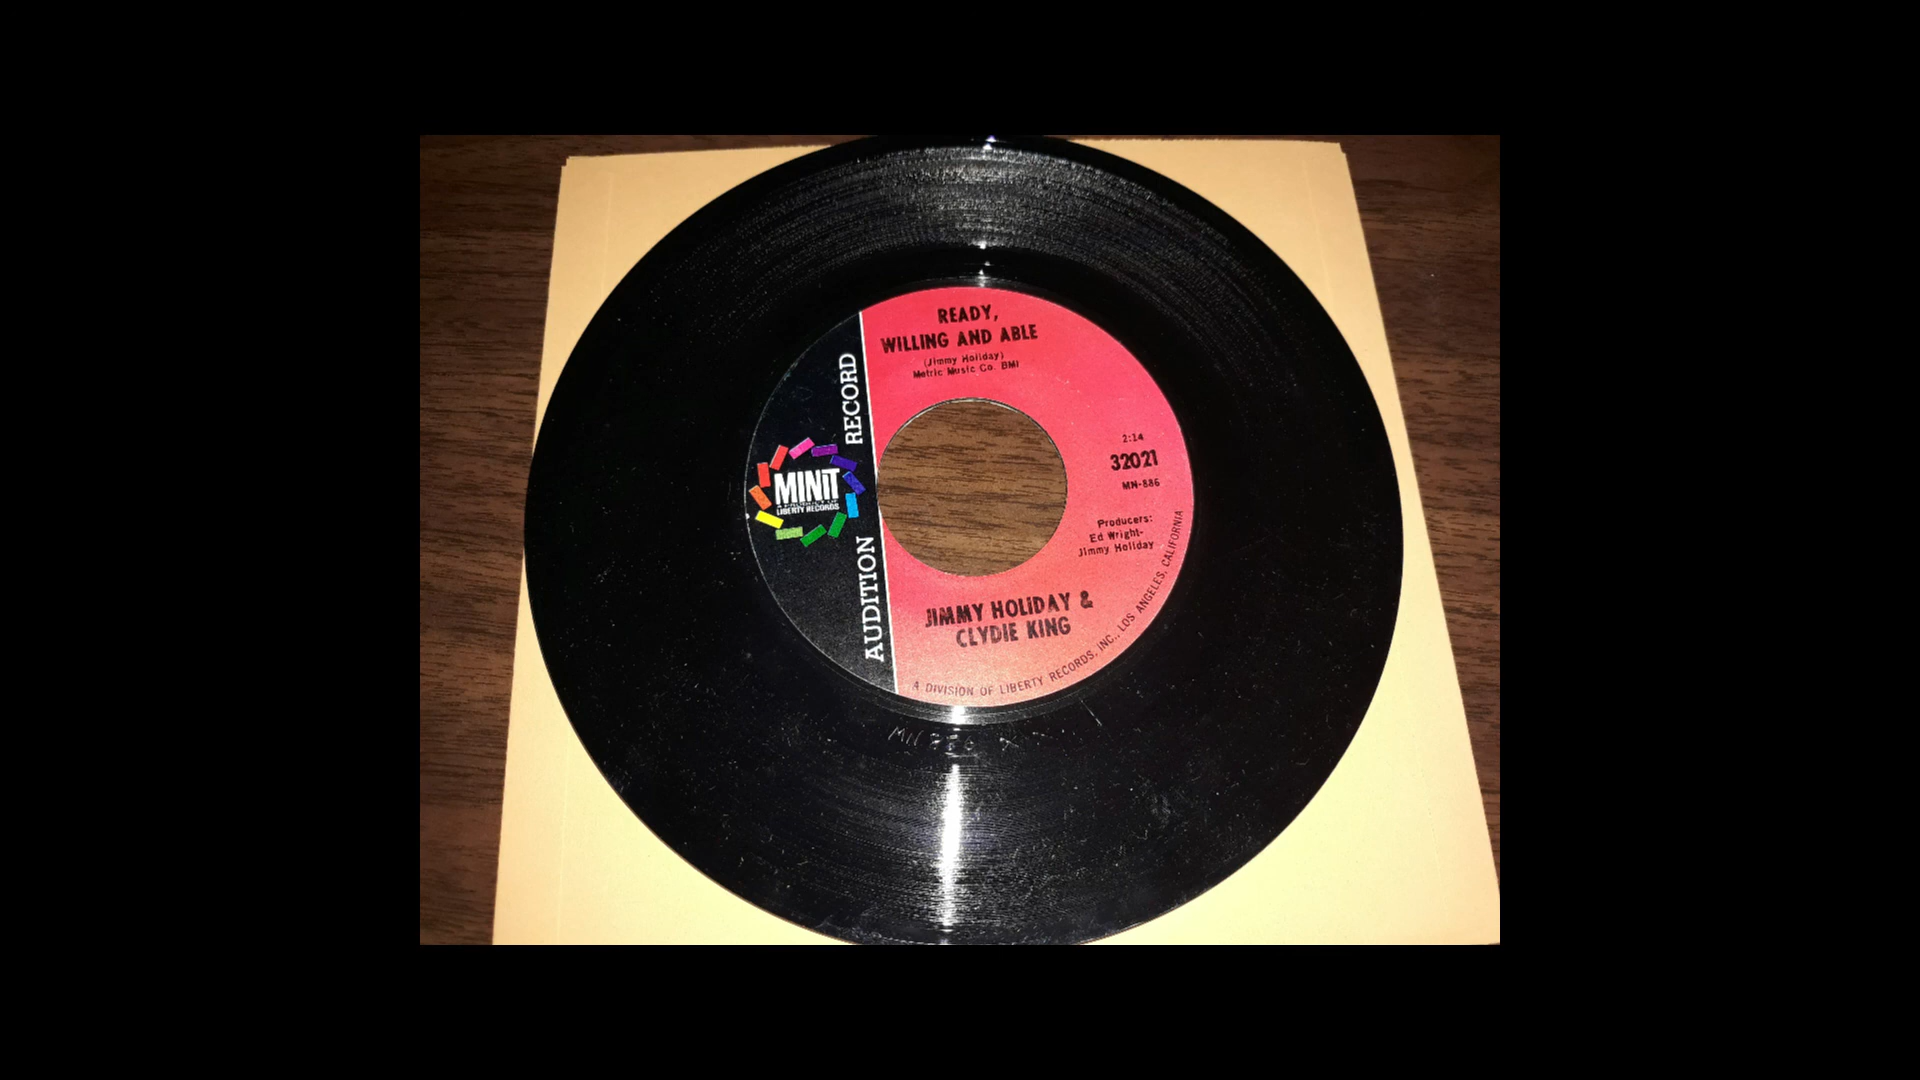 READY,
WILLING AND ABLE
(Jimmy Holiday)
Metric Music Co. BMI
AUDITION RECORD
MINIT
LIBERTY RECORDS
2:14
32021
MN-886
Producers:
Ed Wright-
Jimmy Holiday
JIMMY HOLIDAY &
CLYDIE KING
A DIVISION OF LIBERTY RECORDS, INC., LOS ANGELES, CALIFORNIA